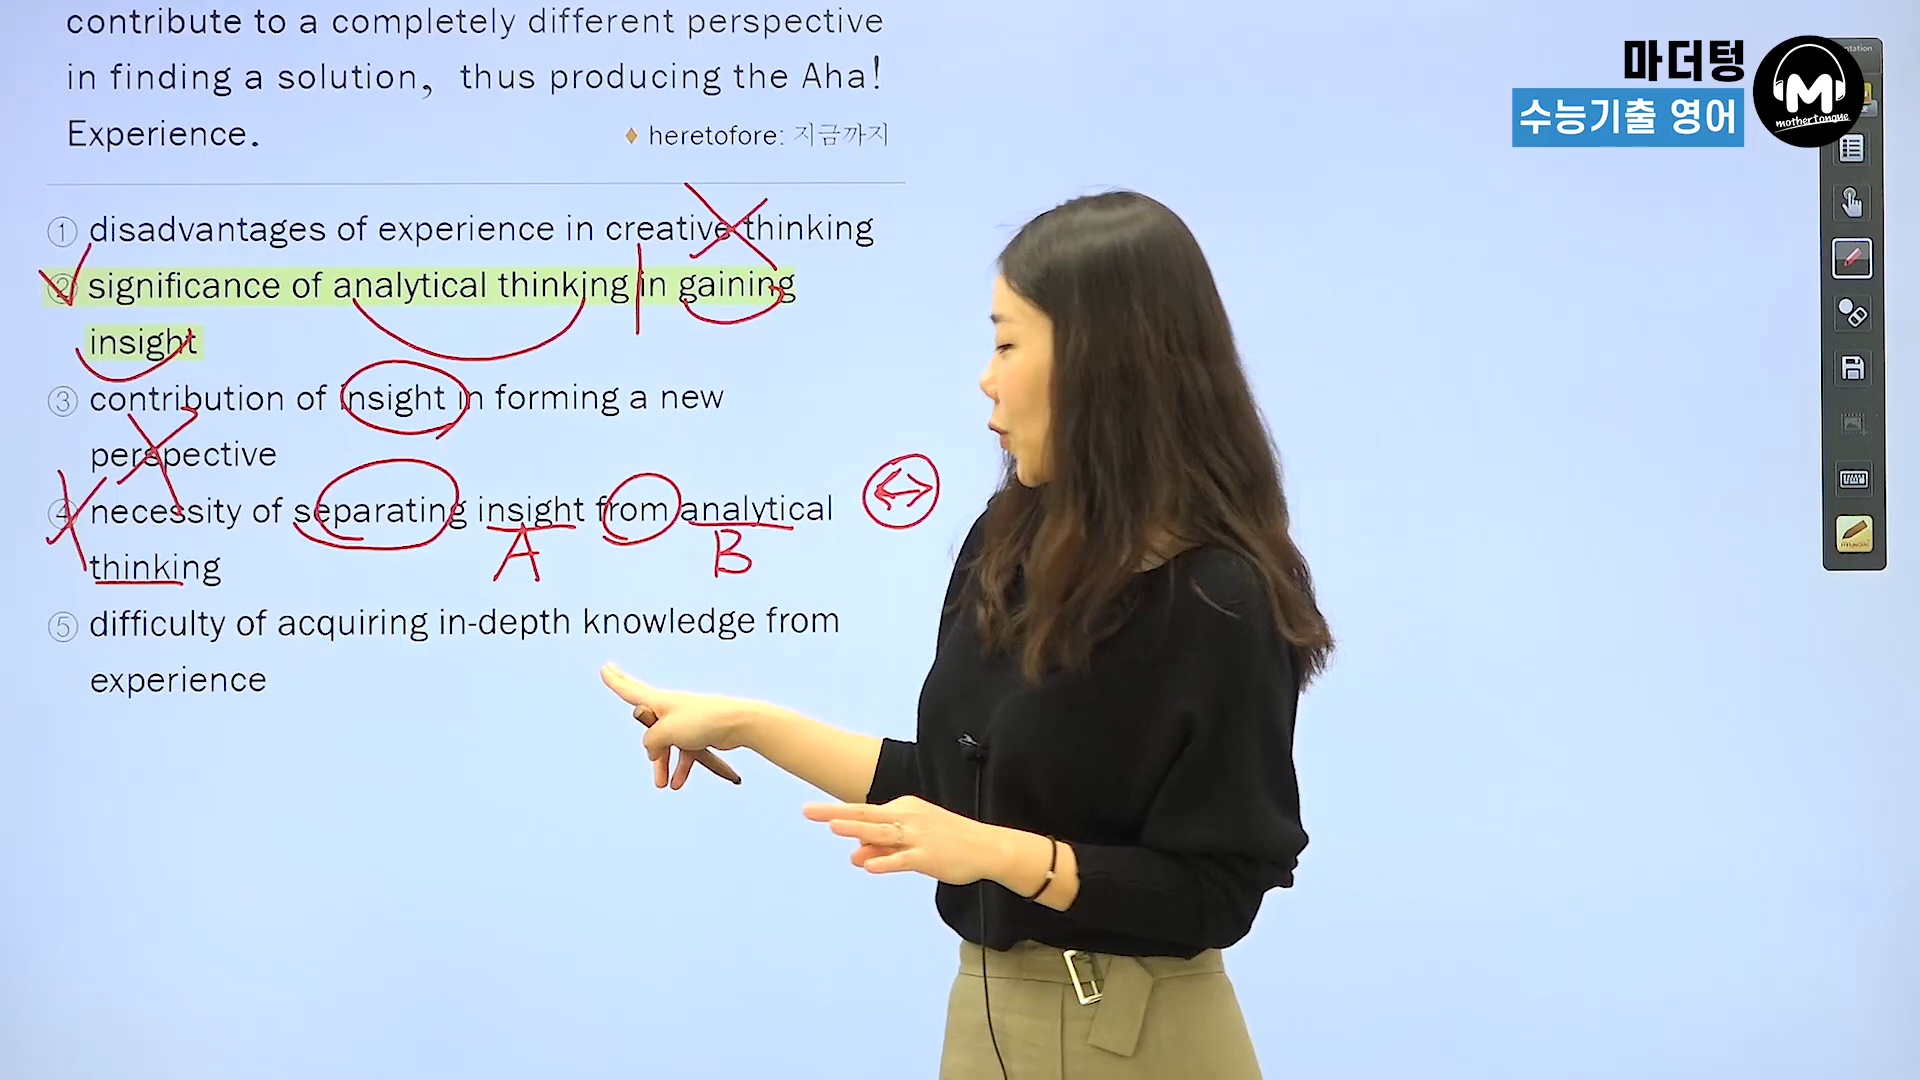 contribute to a completely different perspective
in finding a solution, thus producing the Aha!
Experience.
♦ heretofore: 지금까지
① disadvantages of experience in creative thinking
② significance of analytical thinking in gaining
insight
③ contribution of insight in forming a new
perspective
④ necessity of separating insight from analytical
thinking
A B
⑤ difficulty of acquiring in-depth knowledge from
experience
마더텅
수능기출 영어
M
mothertongue